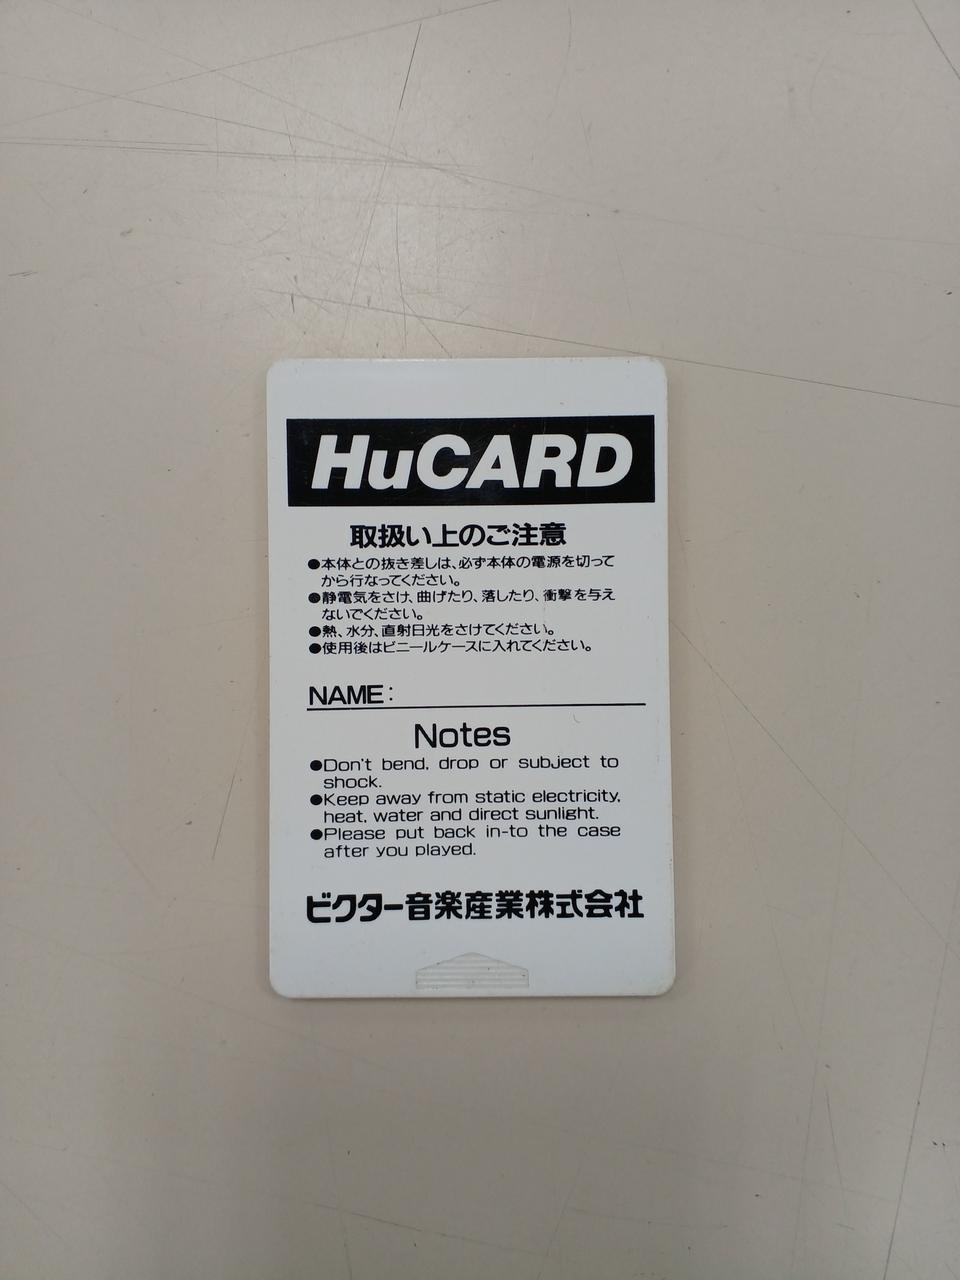 HuCARD
取扱い上のご注意
●本体との抜き差しは、必ず本体の電源を切って
から行なってください。
●静電気をさけ、曲げたり、落したり、衝撃を与え
ないでください。
●熱、水分、直射日光をさけてください。
●使用後はビニールケースに入れてください。
NAME:
Notes
●Don't bend, drop or subject to
shock.
●Keep away from static electricity,
heat, water and direct sunlight.
●Please put back in-to the case
after you played.
ビクター音楽産業株式会社